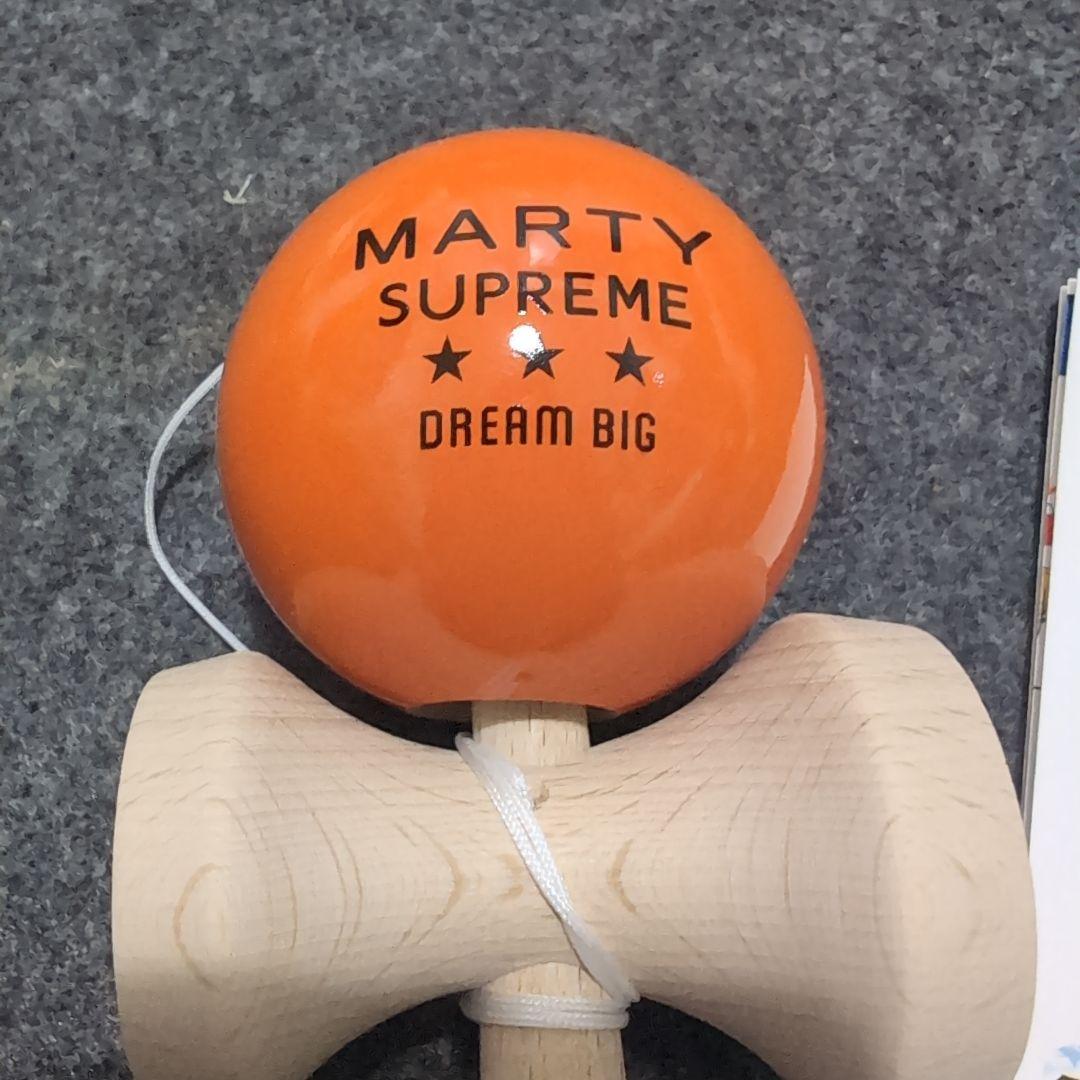 MARTY
SUPREME
★ ★ ★
DREAM BIG